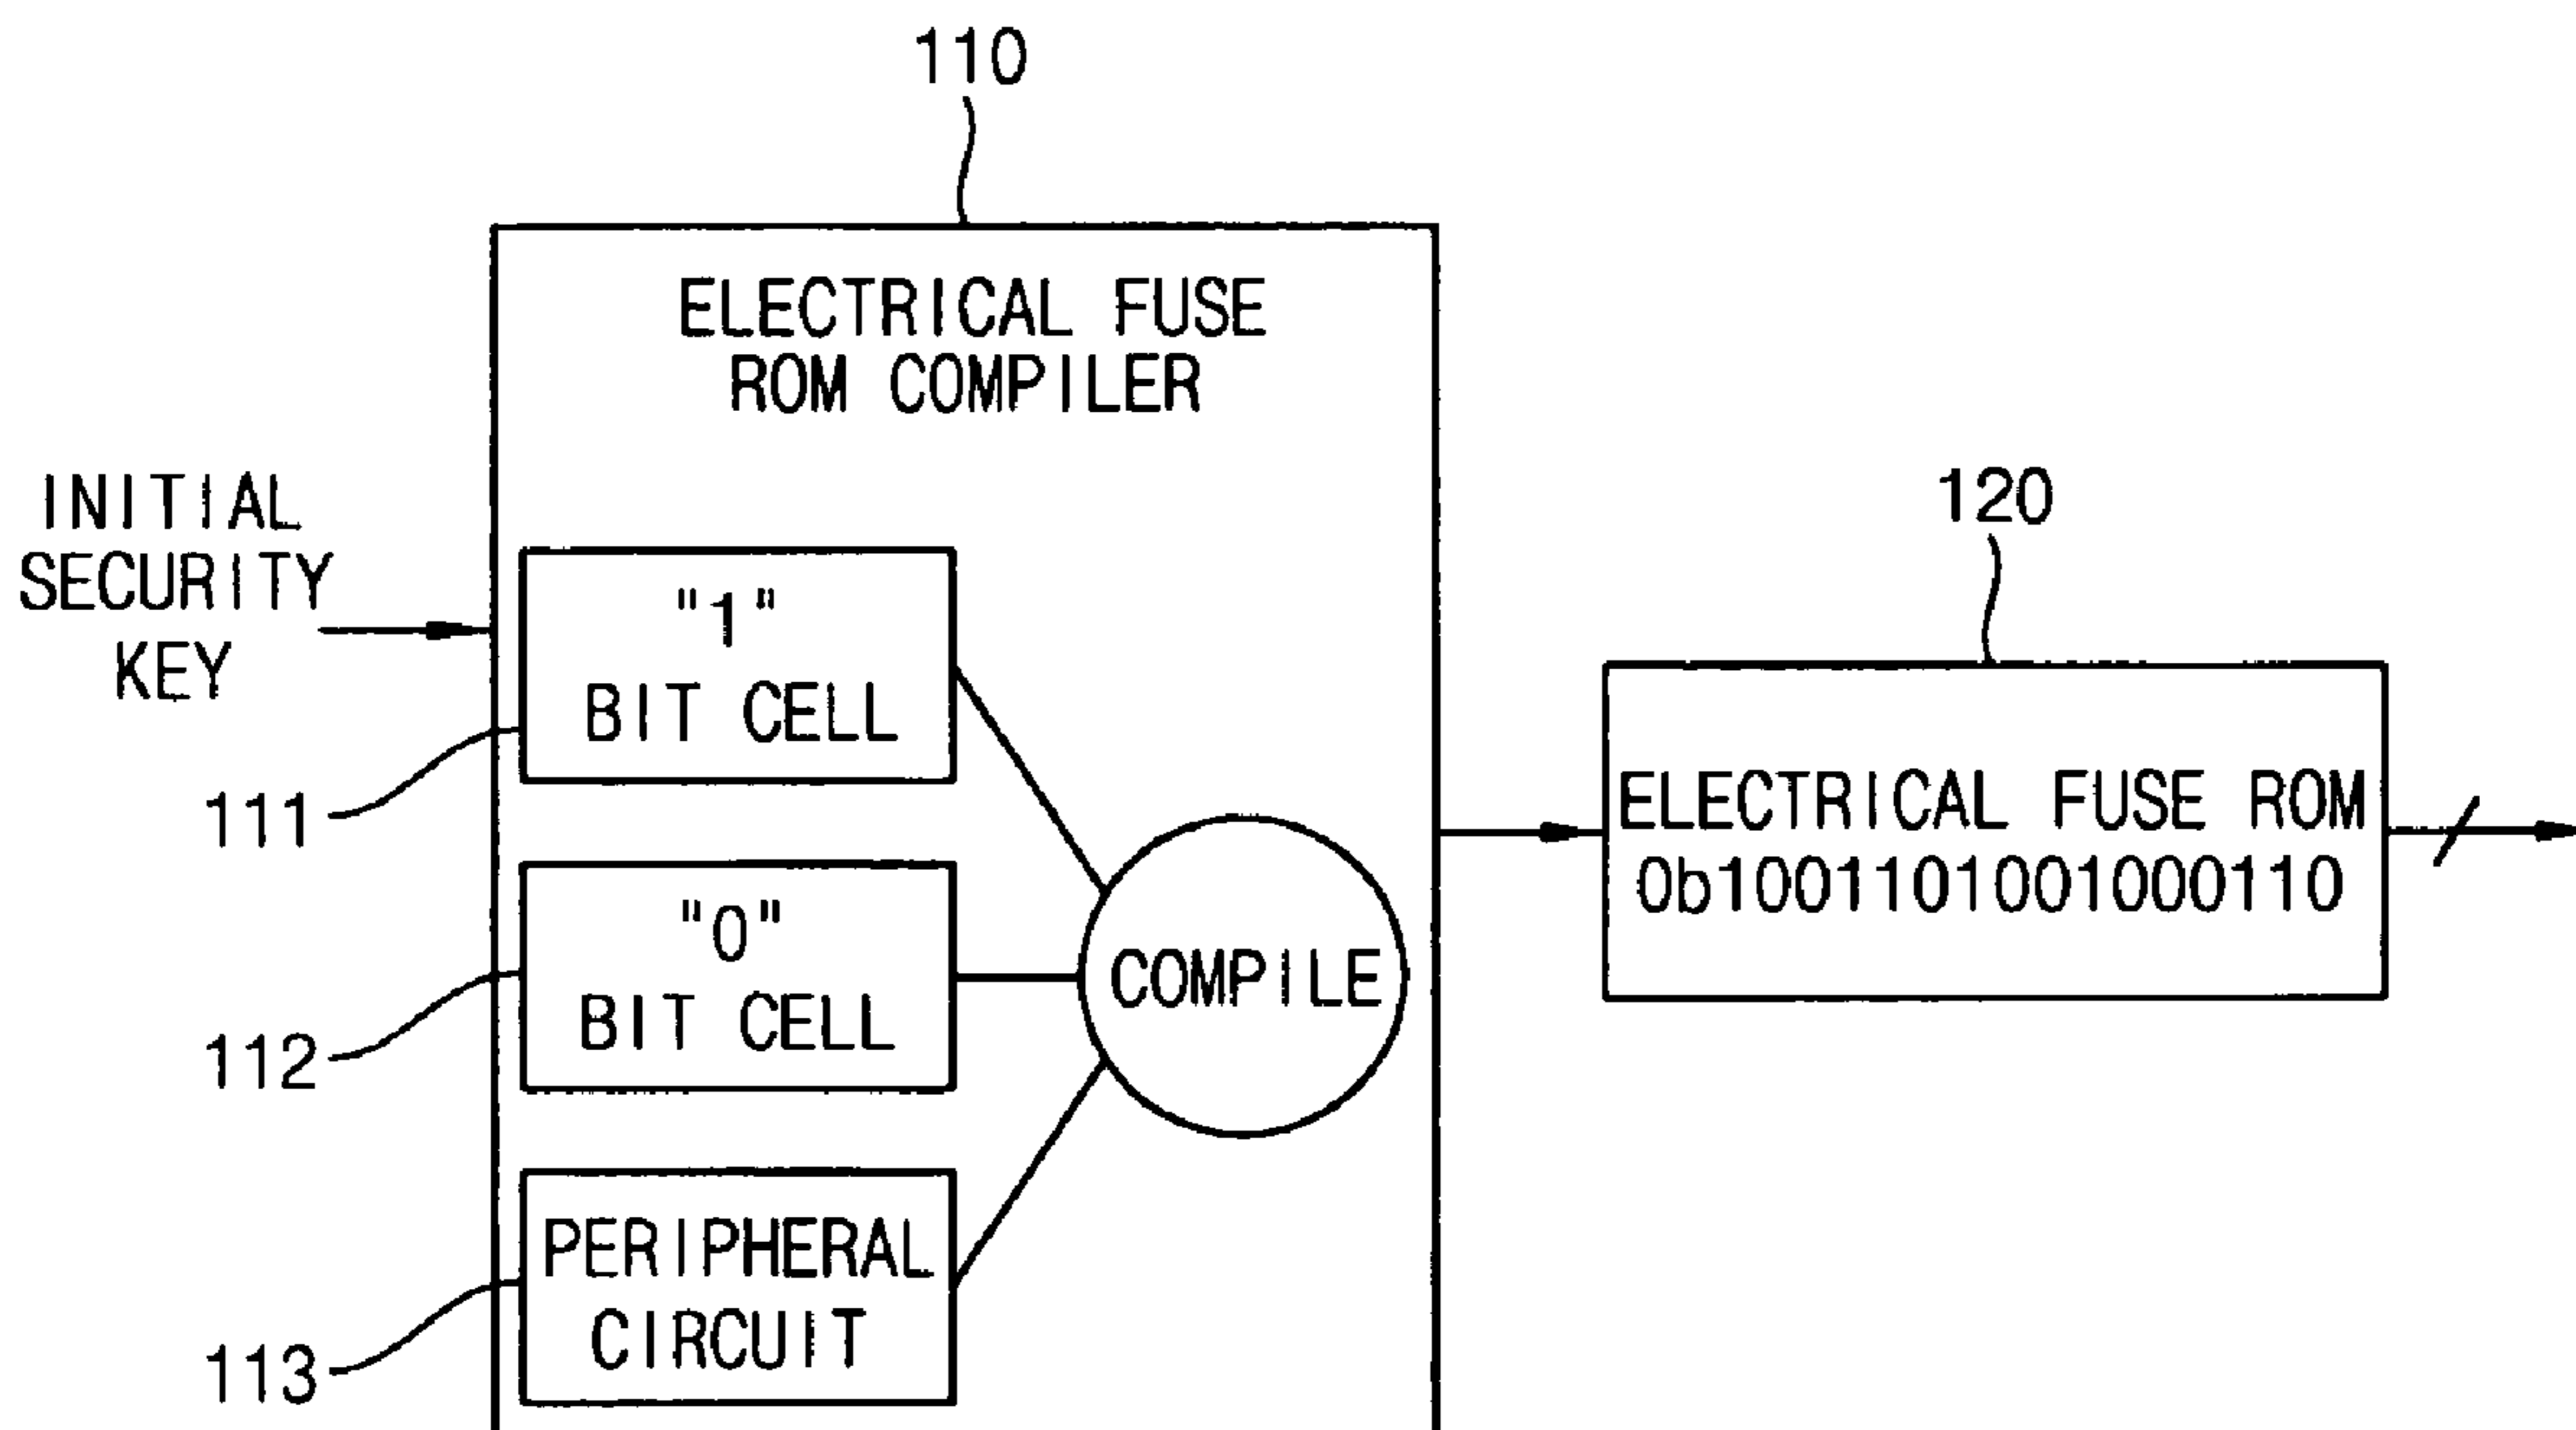 110
ELECTRICAL FUSE
ROM COMPILER
INITIAL
SECURITY
KEY
"1"
BIT CELL
111
"0"
BIT CELL
112
PERIPHERAL
CIRCUIT
113
COMPILE
120
ELECTRICAL FUSE ROM
0b1001101001000110